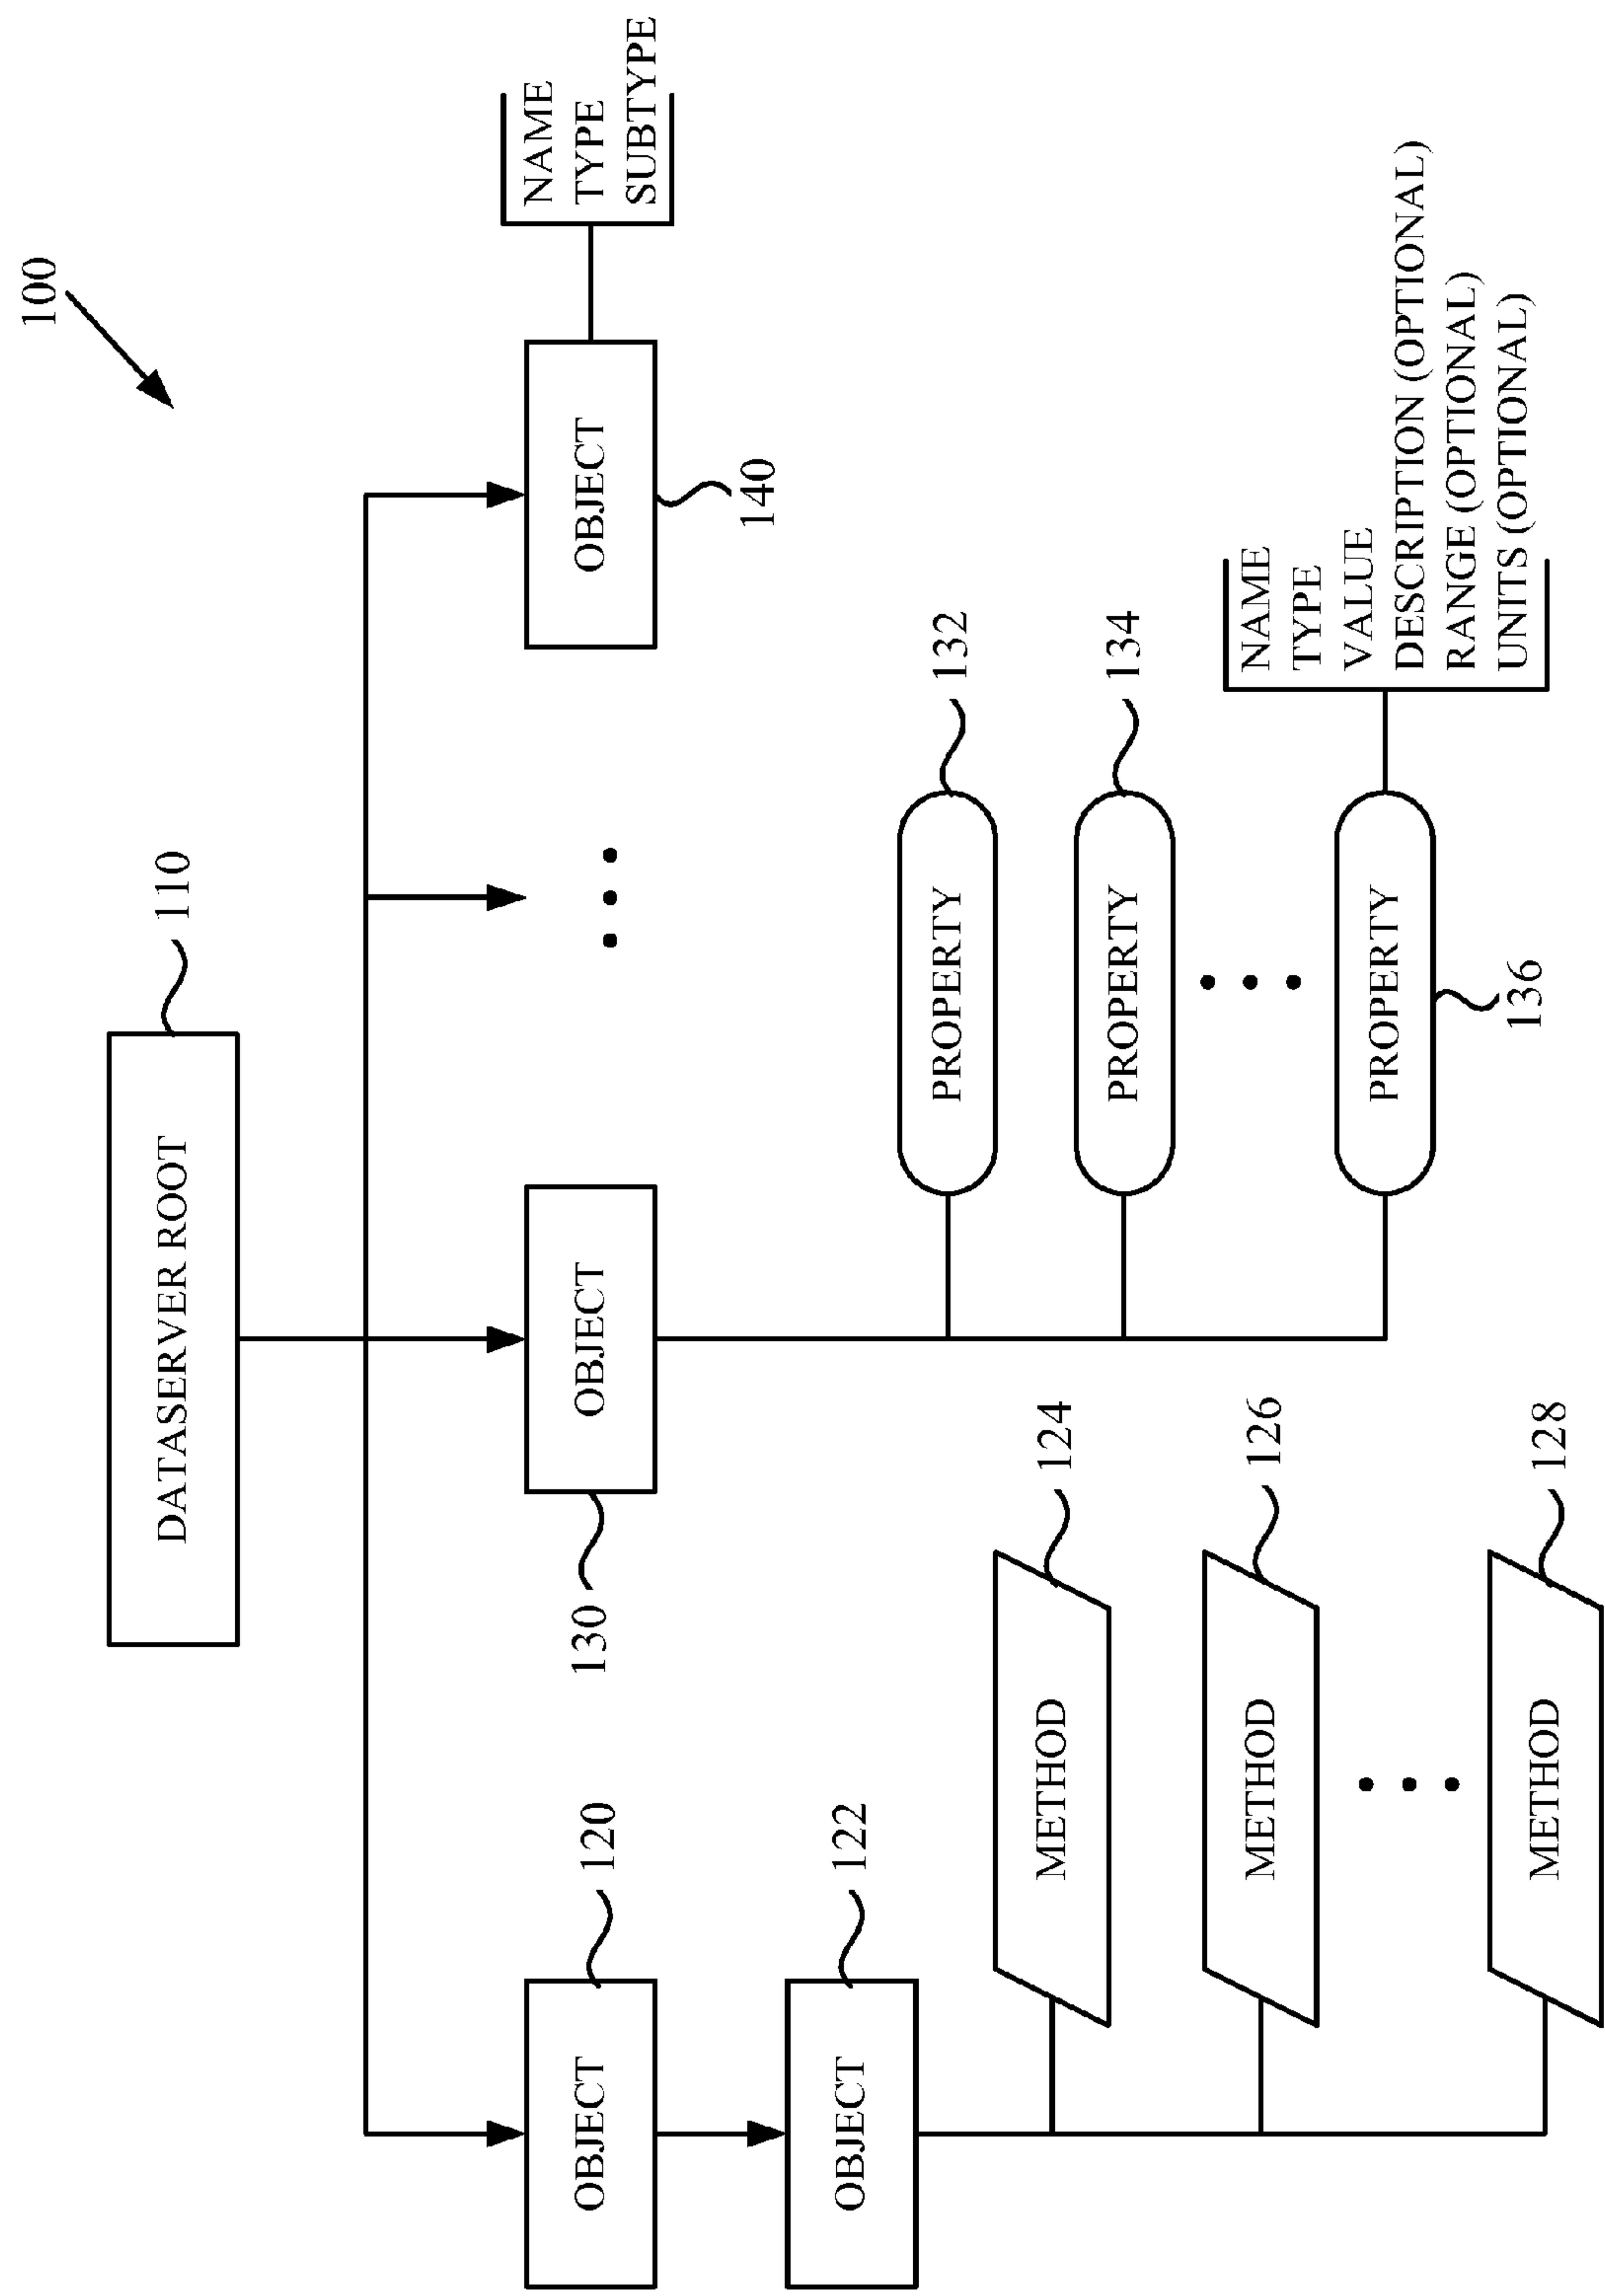 100
DATASERVER ROOT
110
OBJECT
120
OBJECT
130
OBJECT
140
NAME
TYPE
SUBTYPE
OBJECT
122
METHOD
124
METHOD
126
METHOD
128
PROPERTY
132
PROPERTY
134
PROPERTY
136
NAME
TYPE
VALUE
DESCRIPTION (OPTIONAL)
RANGE (OPTIONAL)
UNITS (OPTIONAL)